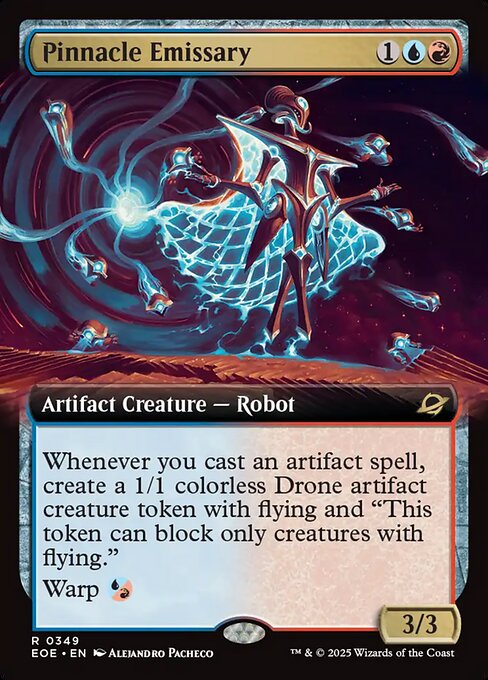 Pinnacle Emissary 1
Artifact Creature — Robot
Whenever you cast an artifact spell,
create a 1/1 colorless Drone artifact
creature token with flying and “This
token can block only creatures with
flying.”
Warp
3/3
R 0349
EOE • EN Alejandro Pacheco
™ & © 2025 Wizards of the Coast